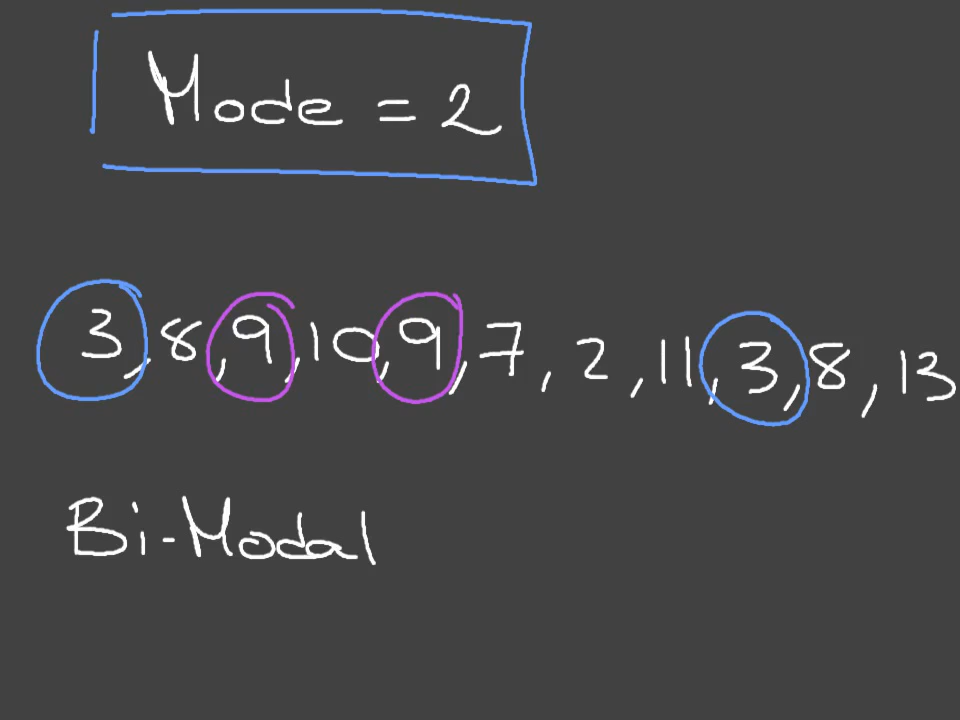 Mode = 2
3, 8, 9, 10, 9, 7, 2, 11, 3, 8, 13
Bi-Modal